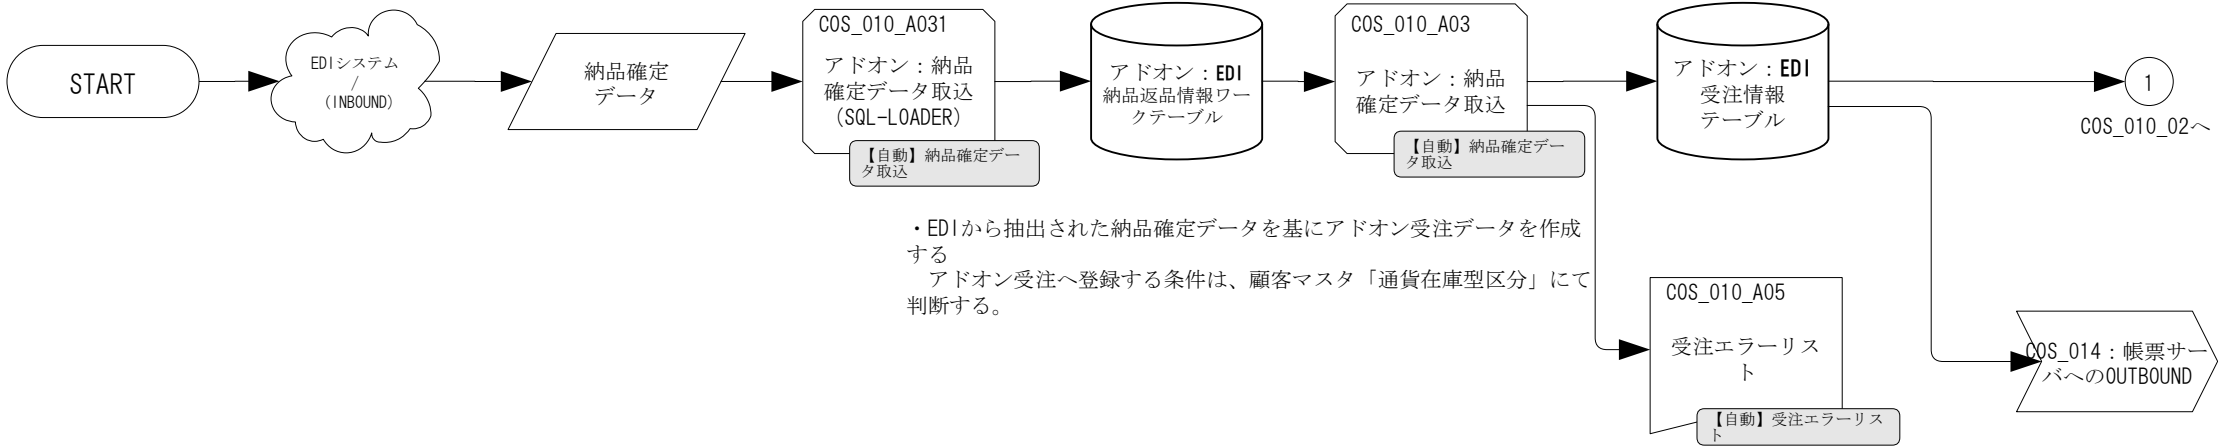 START
EDIシステム
/
(INBOUND)
納品確定
データ
COS_010_A031
アドオン：納品
確定データ取込
(SQL-LOADER)
【自動】納品確定デー
タ取込
アドオン：EDI
納品返品情報ワー
クテーブル
COS_010_A03
アドオン：納品
確定データ取込
【自動】納品確定デー
タ取込
アドオン：EDI
受注情報
テーブル
1
COS_010_02へ
・EDIから抽出された納品確定データを基にアドオン受注データを作成
する
　アドオン受注へ登録する条件は、顧客マスタ「通貨在庫型区分」にて
判断する。
COS_010_A05
受注エラーリス
ト
【自動】受注エラーリス
ト
COS_014：帳票サー
バへのOUTBOUND